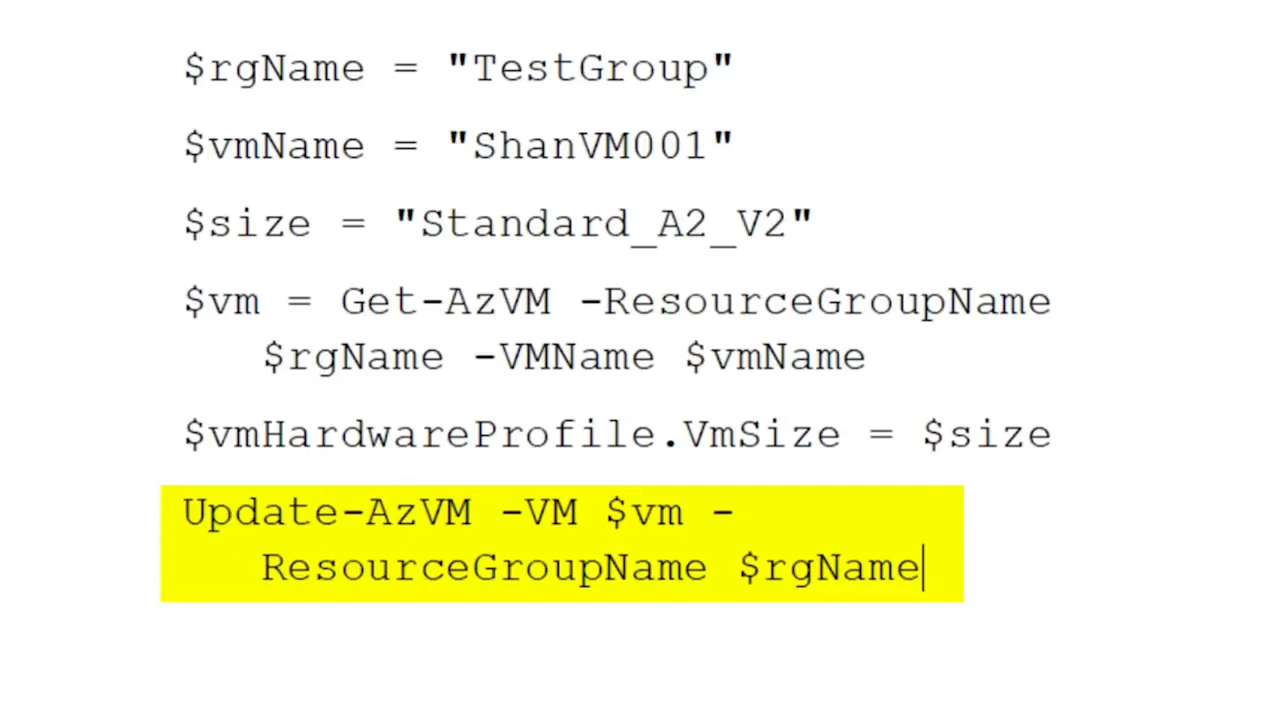 $rgName = "TestGroup"
$vmName = "ShanVM001"
$size = "Standard_A2_V2"
$vm = Get-AzVM -ResourceGroupName
$rgName -VMName $vmName
$vmHardwareProfile.VmSize = $size
Update-AzVM -VM $vm -
ResourceGroupName $rgName